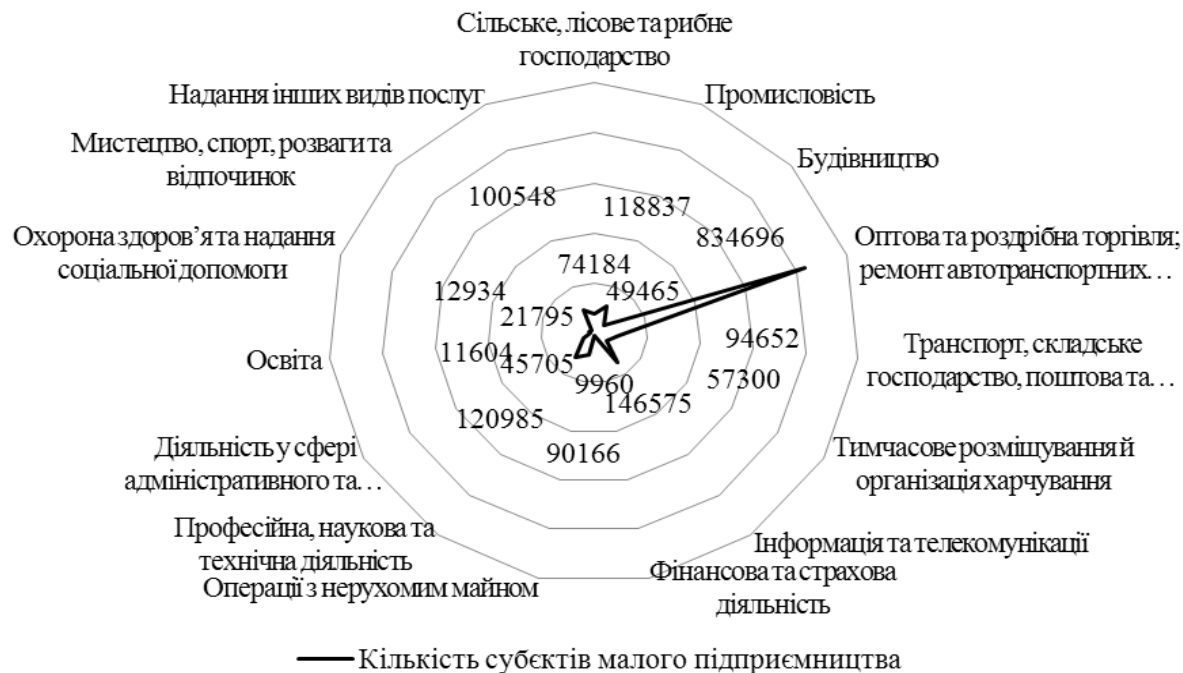 Сільське, лісове та рибне
господарство
Надання інших видів послуг
Промисловість
Мистецтво, спорт, розваги та
відпочинок
Будівництво
100548
118837
834696
Охорона здоров’я та надання
соціальної допомоги
Оптова та роздрібна торгівля;
ремонт автотранспортних…
74184
49465
12934
21795
94652
Освіта
11604
45705
Транспорт, складське
господарство, поштова та…
57300
9960
146575
120985
90166
Діяльність у сфері
адміністративного та…
Тимчасове розміщування й
організація харчування
Професійна, наукова та
технічна діяльність
Інформація та телекомунікації
Операції з нерухомим майном
Фінансова та страхова
діяльність
Кількість субєктів малого підприємництва